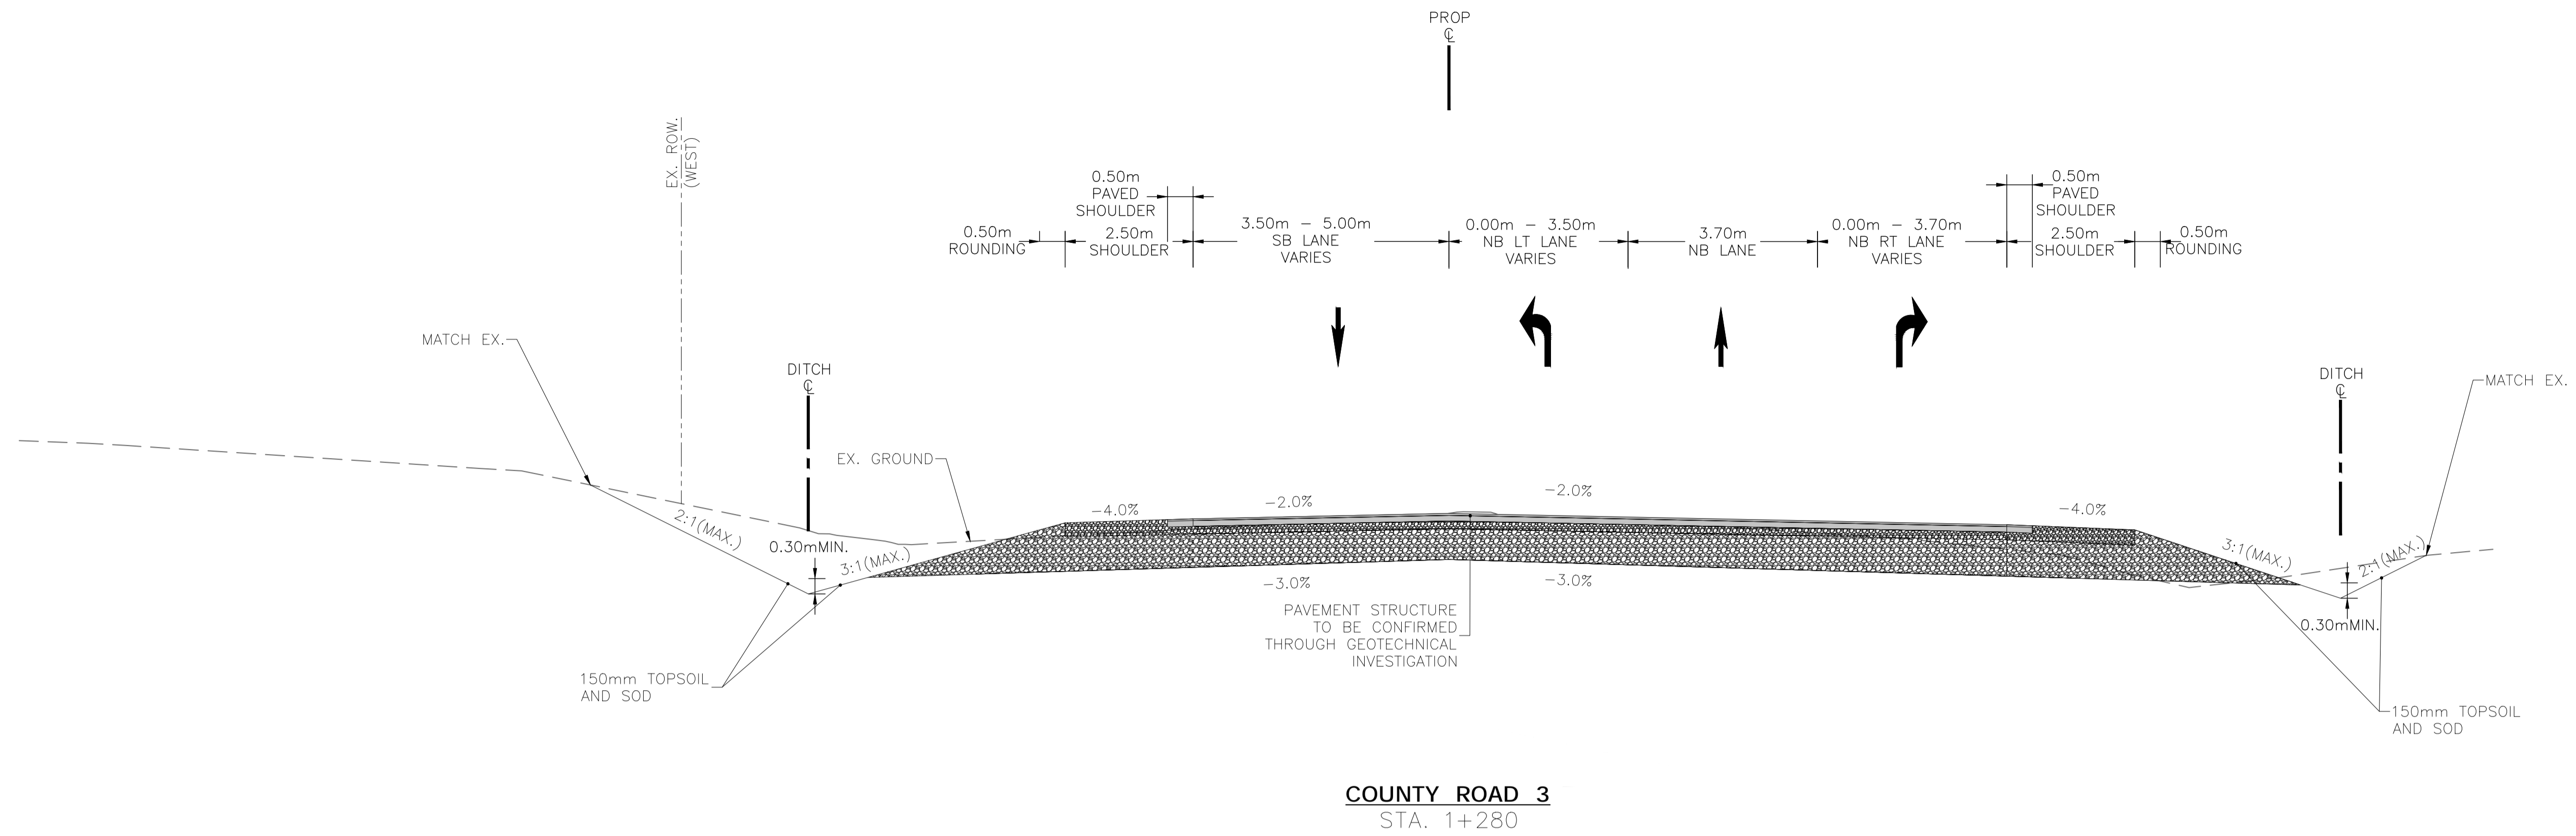 PROP
℄
EX. ROW.
(WEST)
0.50m
PAVED
SHOULDER
0.50m
ROUNDING
2.50m
SHOULDER
3.50m - 5.00m
SB LANE
VARIES
0.00m - 3.50m
NB LT LANE
VARIES
3.70m
NB LANE
0.00m - 3.70m
NB RT LANE
VARIES
0.50m
PAVED
SHOULDER
2.50m
SHOULDER
0.50m
ROUNDING
MATCH EX.
DITCH
℄
DITCH
℄
MATCH EX.
EX. GROUND
2:1(MAX.)
0.30mMIN.
3:1(MAX.)
-4.0%
-2.0%
-2.0%
-4.0%
3:1(MAX.)
2:1(MAX.)
-3.0%
-3.0%
0.30mMIN.
PAVEMENT STRUCTURE
TO BE CONFIRMED
THROUGH GEOTECHNICAL
INVESTIGATION
150mm TOPSOIL
AND SOD
150mm TOPSOIL
AND SOD
COUNTY ROAD 3
STA. 1+280